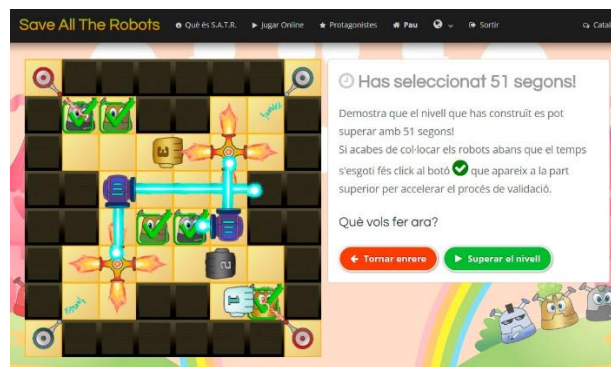 Save All The Robots
Què és S.A.T.R.
Jugar Online
Protagonistes
Pau
Sortir
Català
Has seleccionat 51 segons!
Demostra que el nivell que has construït es pot
superar amb 51 segons!
Si acabes de col·locar els robots abans que el temps
s'esgoti fés click al botó que apareix a la part
superior per accelerar el procés de validació.
Què vols fer ara?
Tornar enrere
Superar el nivell